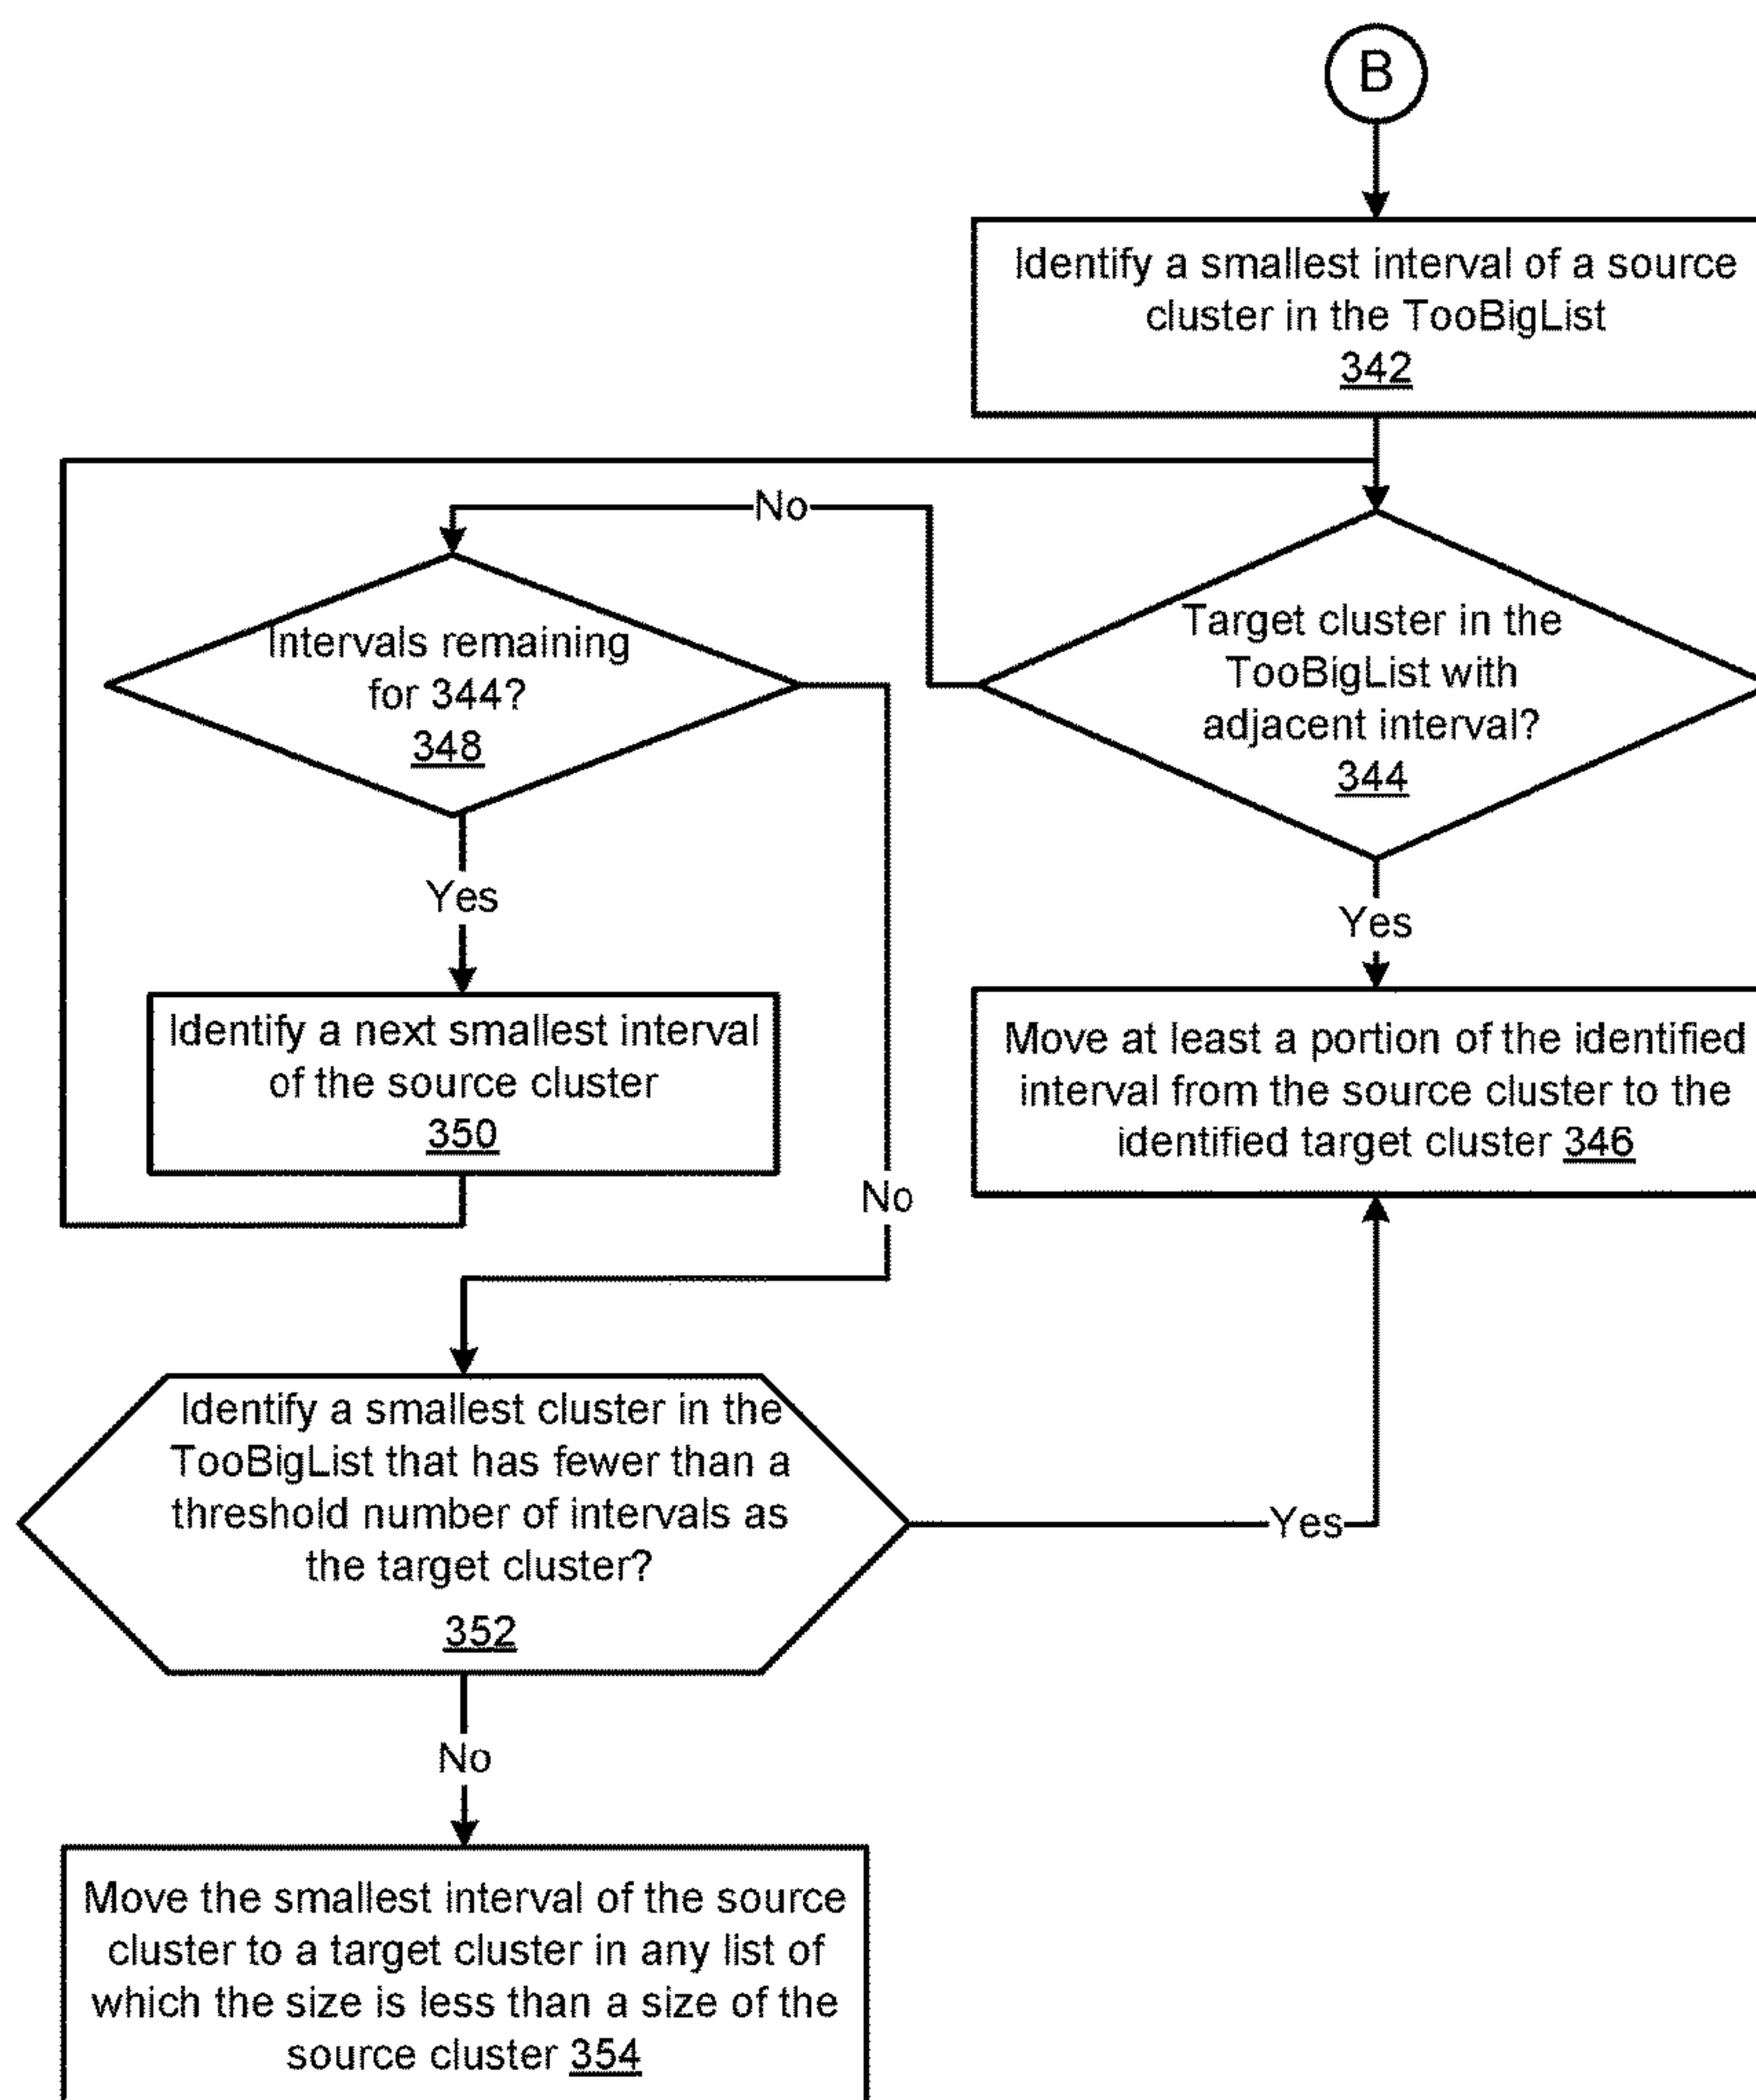 B
Identify a smallest interval of a source
cluster in the TooBigList
342
No
Target cluster in the
TooBigList with
adjacent interval?
344
Intervals remaining
for 344?
348
Yes
Yes
Identify a next smallest interval
of the source cluster
350
Move at least a portion of the identified
interval from the source cluster to the
identified target cluster 346
No
Identify a smallest cluster in the
TooBigList that has fewer than a
threshold number of intervals as
the target cluster?
352
Yes
No
Move the smallest interval of the source
cluster to a target cluster in any list of
which the size is less than a size of the
source cluster 354